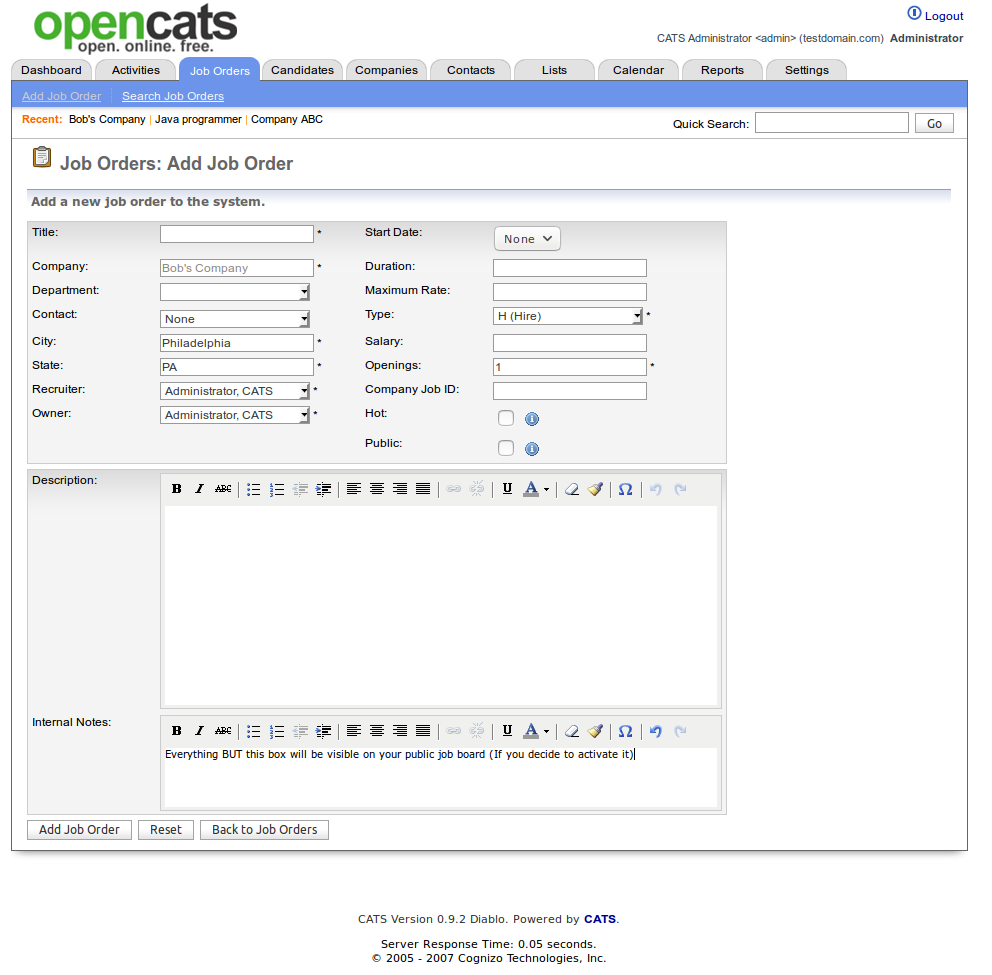 opencats
open. online. free.
Logout
CATS Administrator <admin> (testdomain.com) Administrator
Dashboard Activities Job Orders Candidates Companies Contacts Lists Calendar Reports Settings
Add Job Order Search Job Orders
Recent: Bob's Company | Java programmer | Company ABC
Quick Search: Go
Job Orders: Add Job Order
Add a new job order to the system.
Title: * Start Date: None
Company: Bob's Company * Duration:
Department: Maximum Rate:
Contact: None Type: H (Hire) *
City: Philadelphia * Salary:
State: PA * Openings: 1 *
Recruiter: Administrator, CATS * Company Job ID:
Owner: Administrator, CATS * Hot:
Public:
Description:
B I ABC U A Ω
Internal Notes:
B I ABC U A Ω
Everything BUT this box will be visible on your public job board (If you decide to activate it)
Add Job Order Reset Back to Job Orders
CATS Version 0.9.2 Diablo. Powered by CATS.
Server Response Time: 0.05 seconds.
© 2005 - 2007 Cognizo Technologies, Inc.